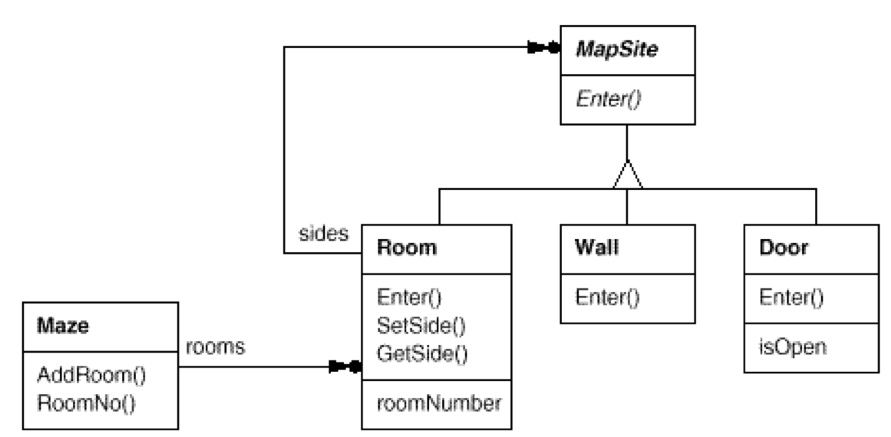 MapSite
Enter()
sides
Room
Enter()
SetSide()
GetSide()
roomNumber
Wall
Enter()
Door
Enter()
isOpen
Maze
AddRoom()
RoomNo()
rooms